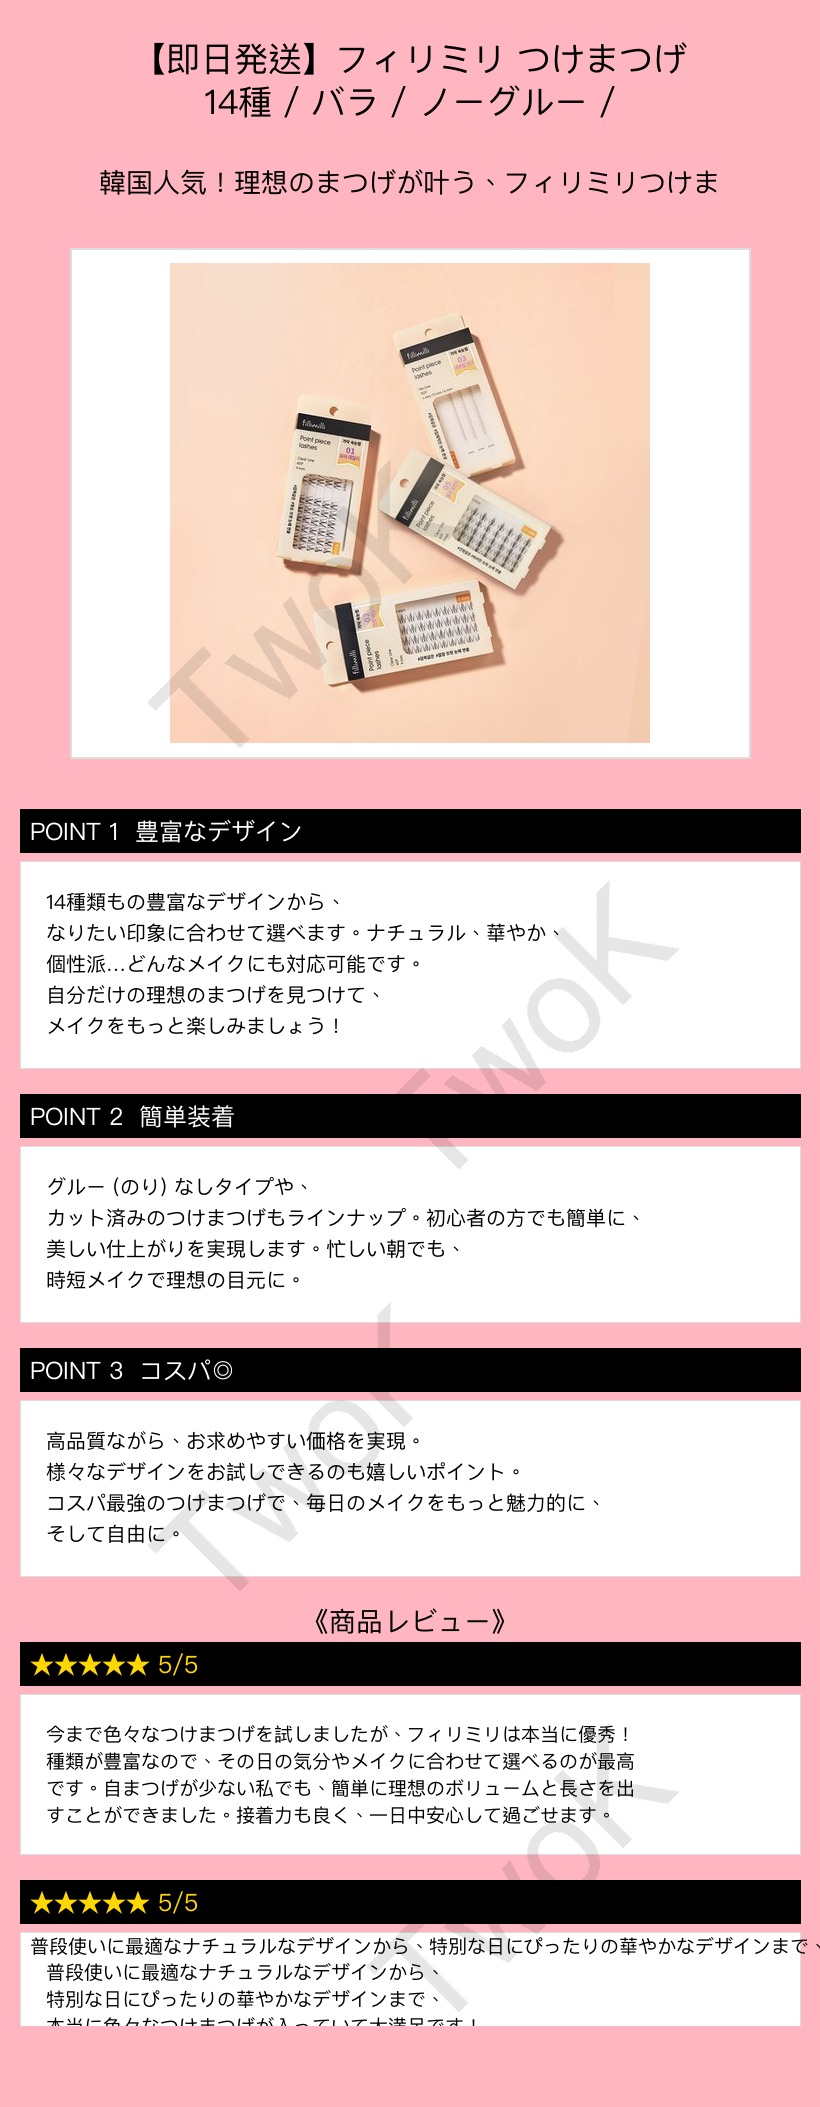 【即日発送】フィリミリ つけまつげ
14種 / バラ / ノーグルー /
韓国人気！理想のまつげが叶う、フィリミリつけま
fillimilli
Point piece
lashes
03
fillimilli
Point piece
lashes
01
Clear Line
fillimilli
Point piece
lashes
05
fillimilli
Point piece
lashes
02
Clear Line
TwoK
POINT 1 豊富なデザイン
14種類もの豊富なデザインから、
なりたい印象に合わせて選べます。ナチュラル、華やか、
個性派…どんなメイクにも対応可能です。
自分だけの理想のまつげを見つけて、
メイクをもっと楽しみましょう！
TwoK
POINT 2 簡単装着
グルー (のり) なしタイプや、
カット済みのつけまつげもラインナップ。初心者の方でも簡単に、
美しい仕上がりを実現します。忙しい朝でも、
時短メイクで理想の目元に。
POINT 3 コスパ◎
高品質ながら、お求めやすい価格を実現。
様々なデザインをお試しできるのも嬉しいポイント。
コスパ最強のつけまつげで、毎日のメイクをもっと魅力的に、
そして自由に。
TwoK
《商品レビュー》
★★★★★ 5/5
今まで色々なつけまつげを試しましたが、フィリミリは本当に優秀！
種類が豊富なので、その日の気分やメイクに合わせて選べるのが最高
です。自まつげが少ない私でも、簡単に理想のボリュームと長さを出
すことができました。接着力も良く、一日中安心して過ごせます。
TwoK
★★★★★ 5/5
普段使いに最適なナチュラルなデザインから、特別な日にぴったりの華やかなデザインまで、
普段使いに最適なナチュラルなデザインから、
特別な日にぴったりの華やかなデザインまで、
本当に色々なつけまつげが入っていて大満足です！